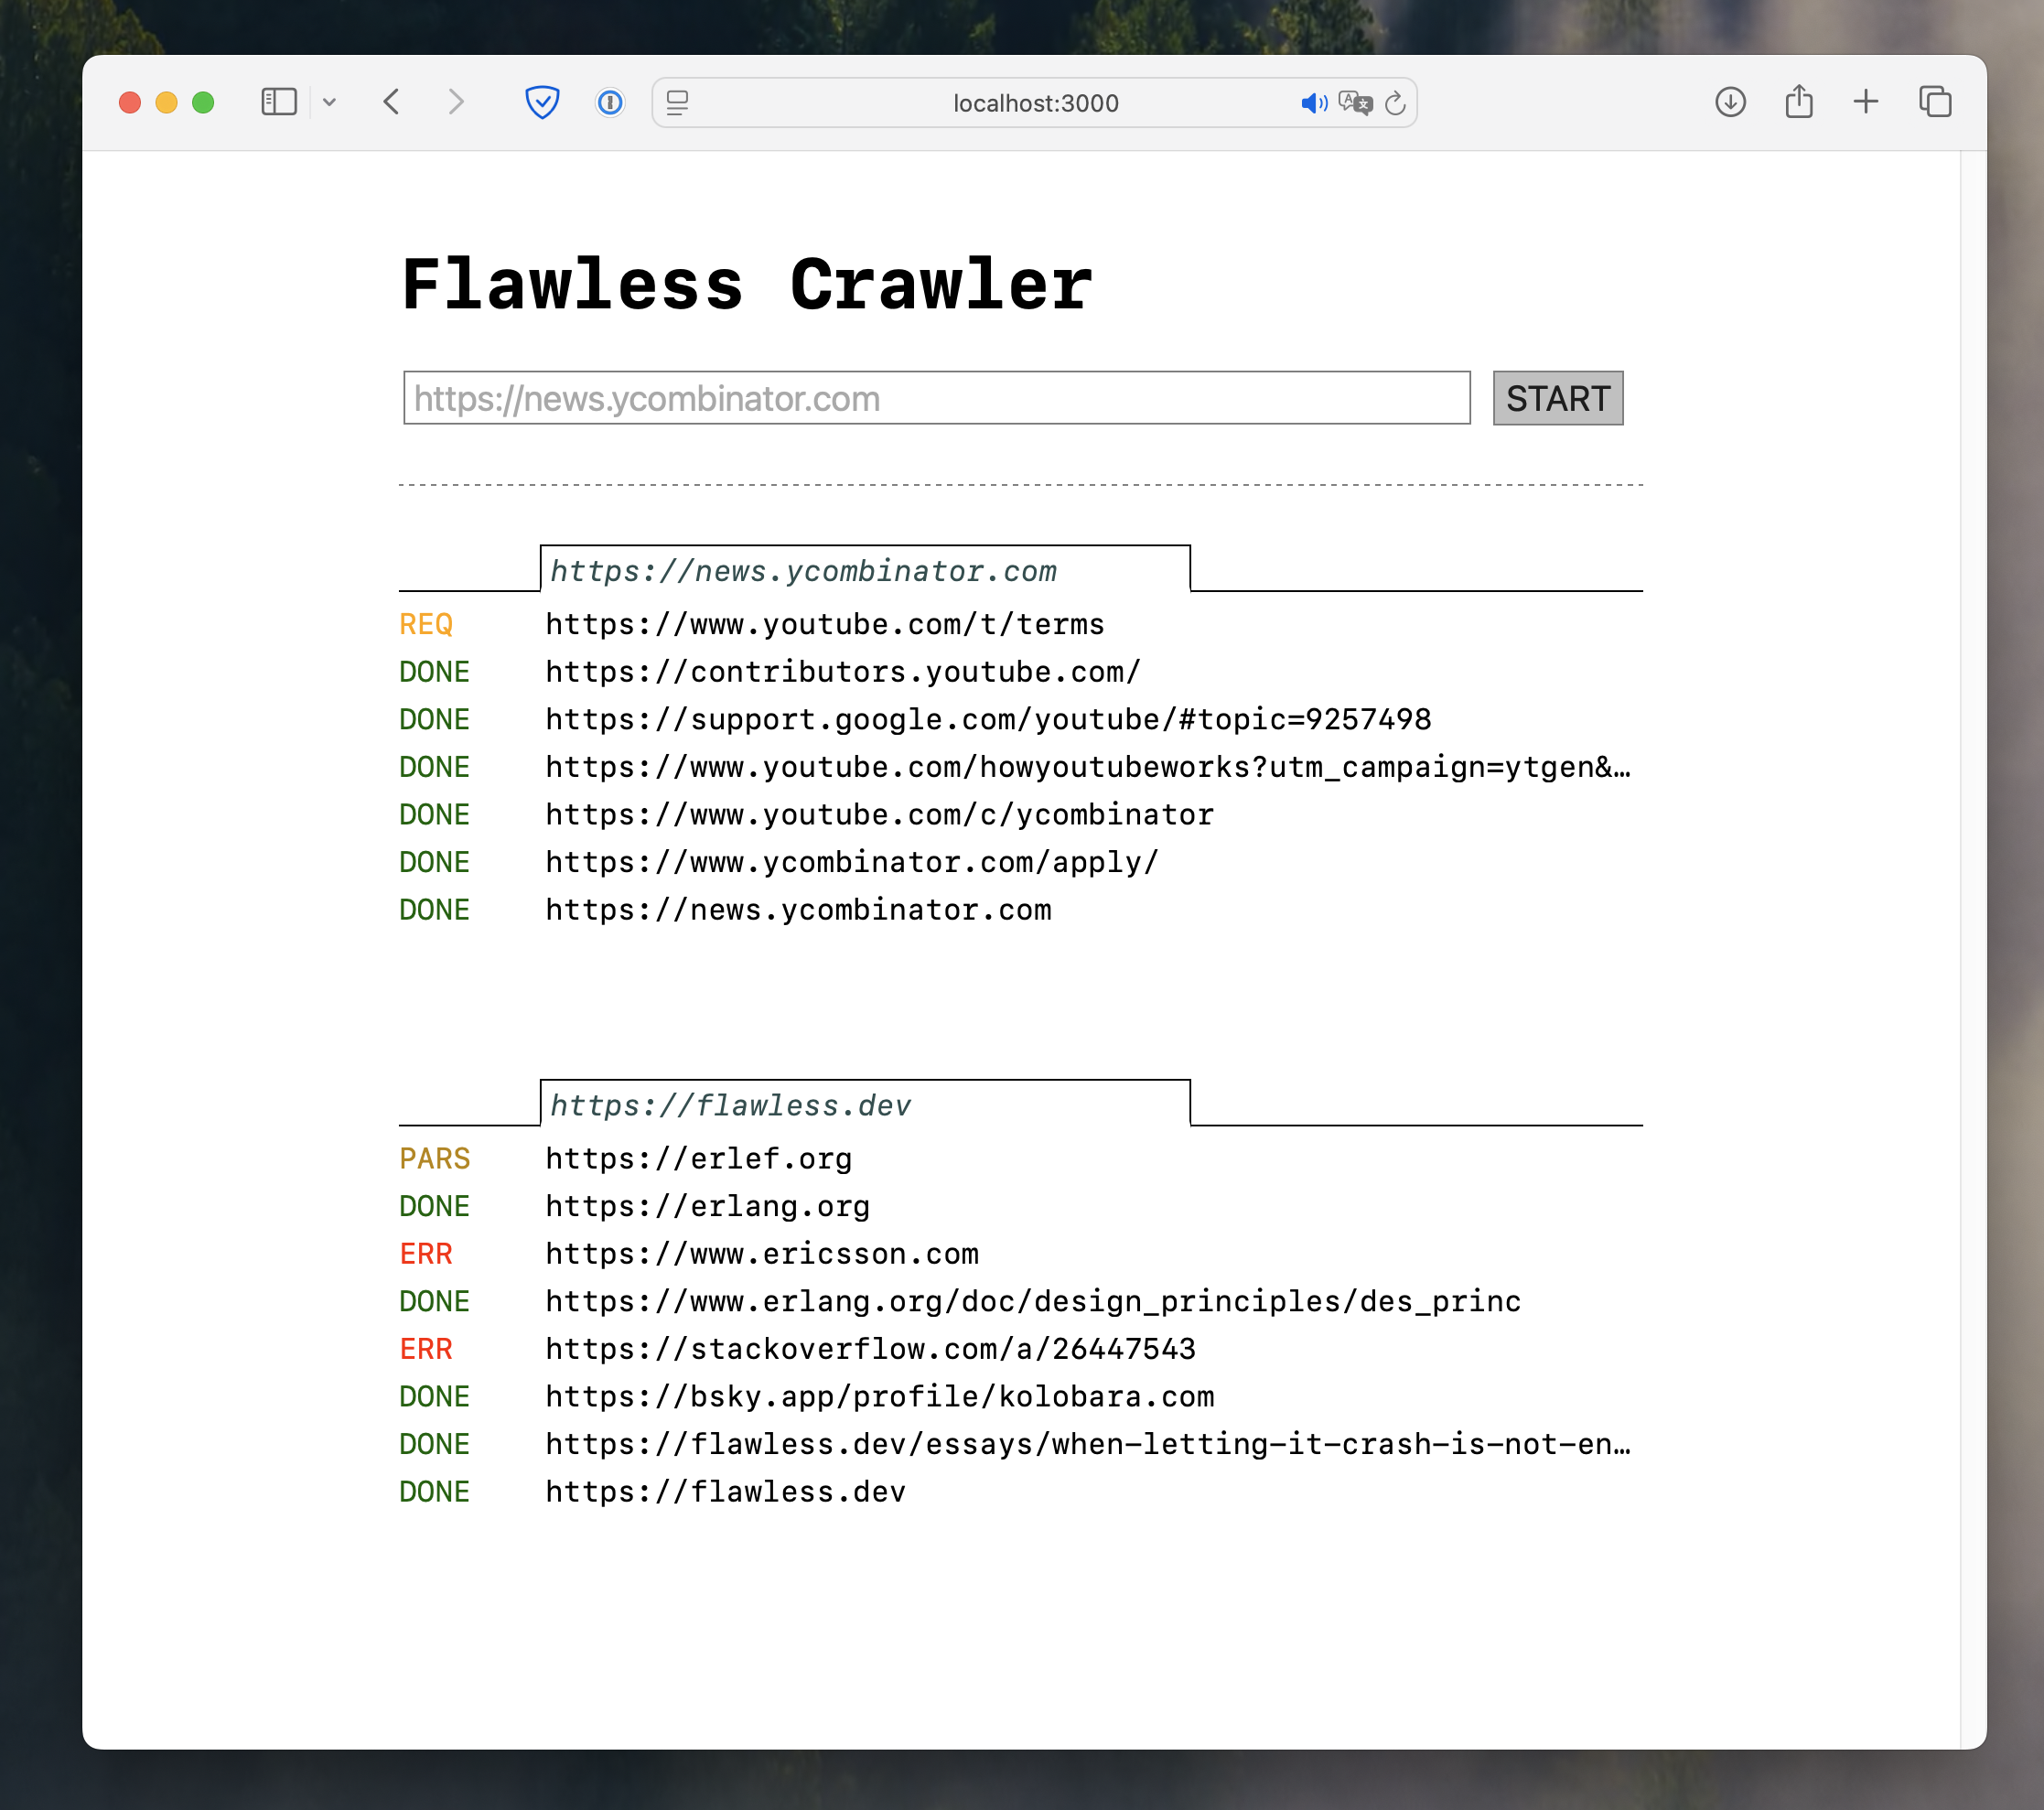 localhost:3000
Flawless Crawler
https://news.ycombinator.com START
https://news.ycombinator.com
REQ https://www.youtube.com/t/terms
DONE https://contributors.youtube.com/
DONE https://support.google.com/youtube/#topic=9257498
DONE https://www.youtube.com/howyoutubeworks?utm_campaign=ytgen&…
DONE https://www.youtube.com/c/ycombinator
DONE https://www.ycombinator.com/apply/
DONE https://news.ycombinator.com
https://flawless.dev
PARS https://erlef.org
DONE https://erlang.org
ERR https://www.ericsson.com
DONE https://www.erlang.org/doc/design_principles/des_princ
ERR https://stackoverflow.com/a/26447543
DONE https://bsky.app/profile/kolobara.com
DONE https://flawless.dev/essays/when-letting-it-crash-is-not-en…
DONE https://flawless.dev